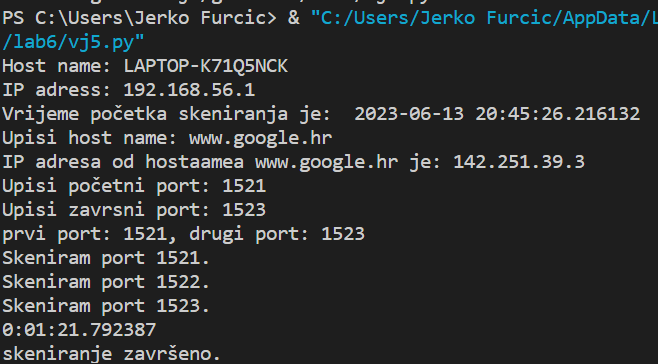 PS C:\Users\Jerko Furcic> & "C:/Users/Jerko Furcic/AppData/L
/lab6/vj5.py"
Host name: LAPTOP-K71Q5NCK
IP adress: 192.168.56.1
Vrijeme početka skeniranja je:  2023-06-13 20:45:26.216132
Upisi host name: www.google.hr
IP adresa od hostaamea www.google.hr je: 142.251.39.3
Upisi početni port: 1521
Upisi zavrsni port: 1523
prvi port: 1521, drugi port: 1523
Skeniram port 1521.
Skeniram port 1522.
Skeniram port 1523.
0:01:21.792387
skeniranje završeno.